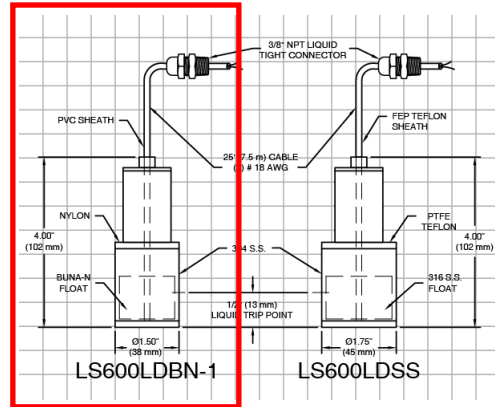 3/8" NPT LIQUID
TIGHT CONNECTOR
PVC SHEATH
FEP TEFLON
SHEATH
25' (7.5 m) CABLE
# 18 AWG
4.00"
(102 mm)
NYLON
PTFE
TEFLON
4.00"
(102 mm)
S.S.
BUNA-N
FLOAT
316 S.S.
FLOAT
1/2" (13 mm)
LIQUID TRIP POINT
Ø1.50"
(38 mm)
Ø1.75"
(45 mm)
LS600LDBN-1
LS600LDSS